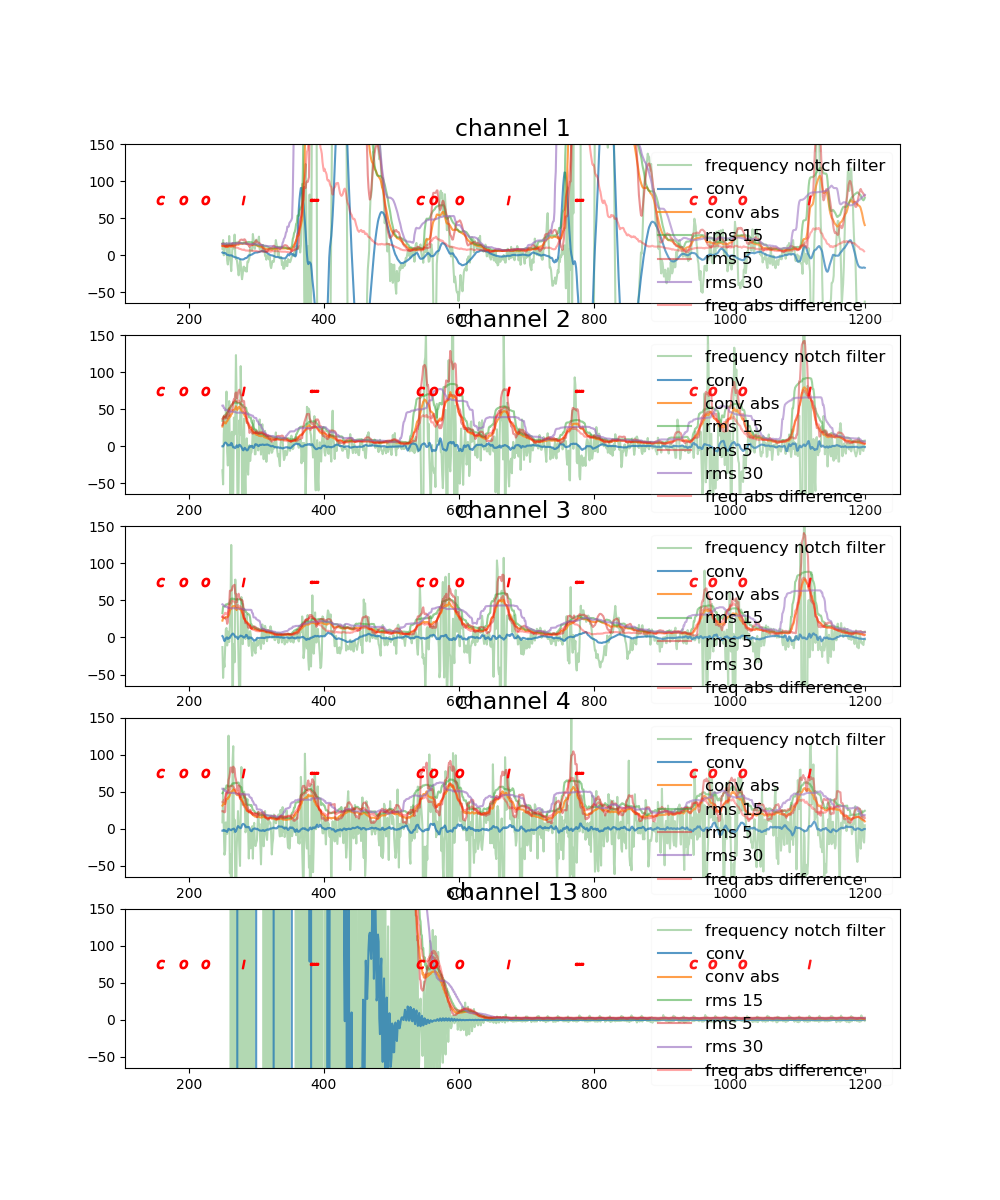 channel 1
150
100
50
0
−50
c o o ı - c o o ı - c o o ı
frequency notch filter
conv
conv abs
rms 15
rms 5
rms 30
freq abs difference
200 400 600 800 1000 1200
channel 2
150
100
50
0
−50
c o o ı - c o o ı - c o o ı
frequency notch filter
conv
conv abs
rms 15
rms 5
rms 30
freq abs difference
200 400 600 800 1000 1200
channel 3
150
100
50
0
−50
c o o ı - c o o ı - c o o ı
frequency notch filter
conv
conv abs
rms 15
rms 5
rms 30
freq abs difference
200 400 600 800 1000 1200
channel 4
150
100
50
0
−50
c o o ı - c o o ı - c o o ı
frequency notch filter
conv
conv abs
rms 15
rms 5
rms 30
freq abs difference
200 400 600 800 1000 1200
channel 13
150
100
50
0
−50
c o o ı - c o o ı - c o o ı
frequency notch filter
conv
conv abs
rms 15
rms 5
rms 30
freq abs difference
200 400 600 800 1000 1200